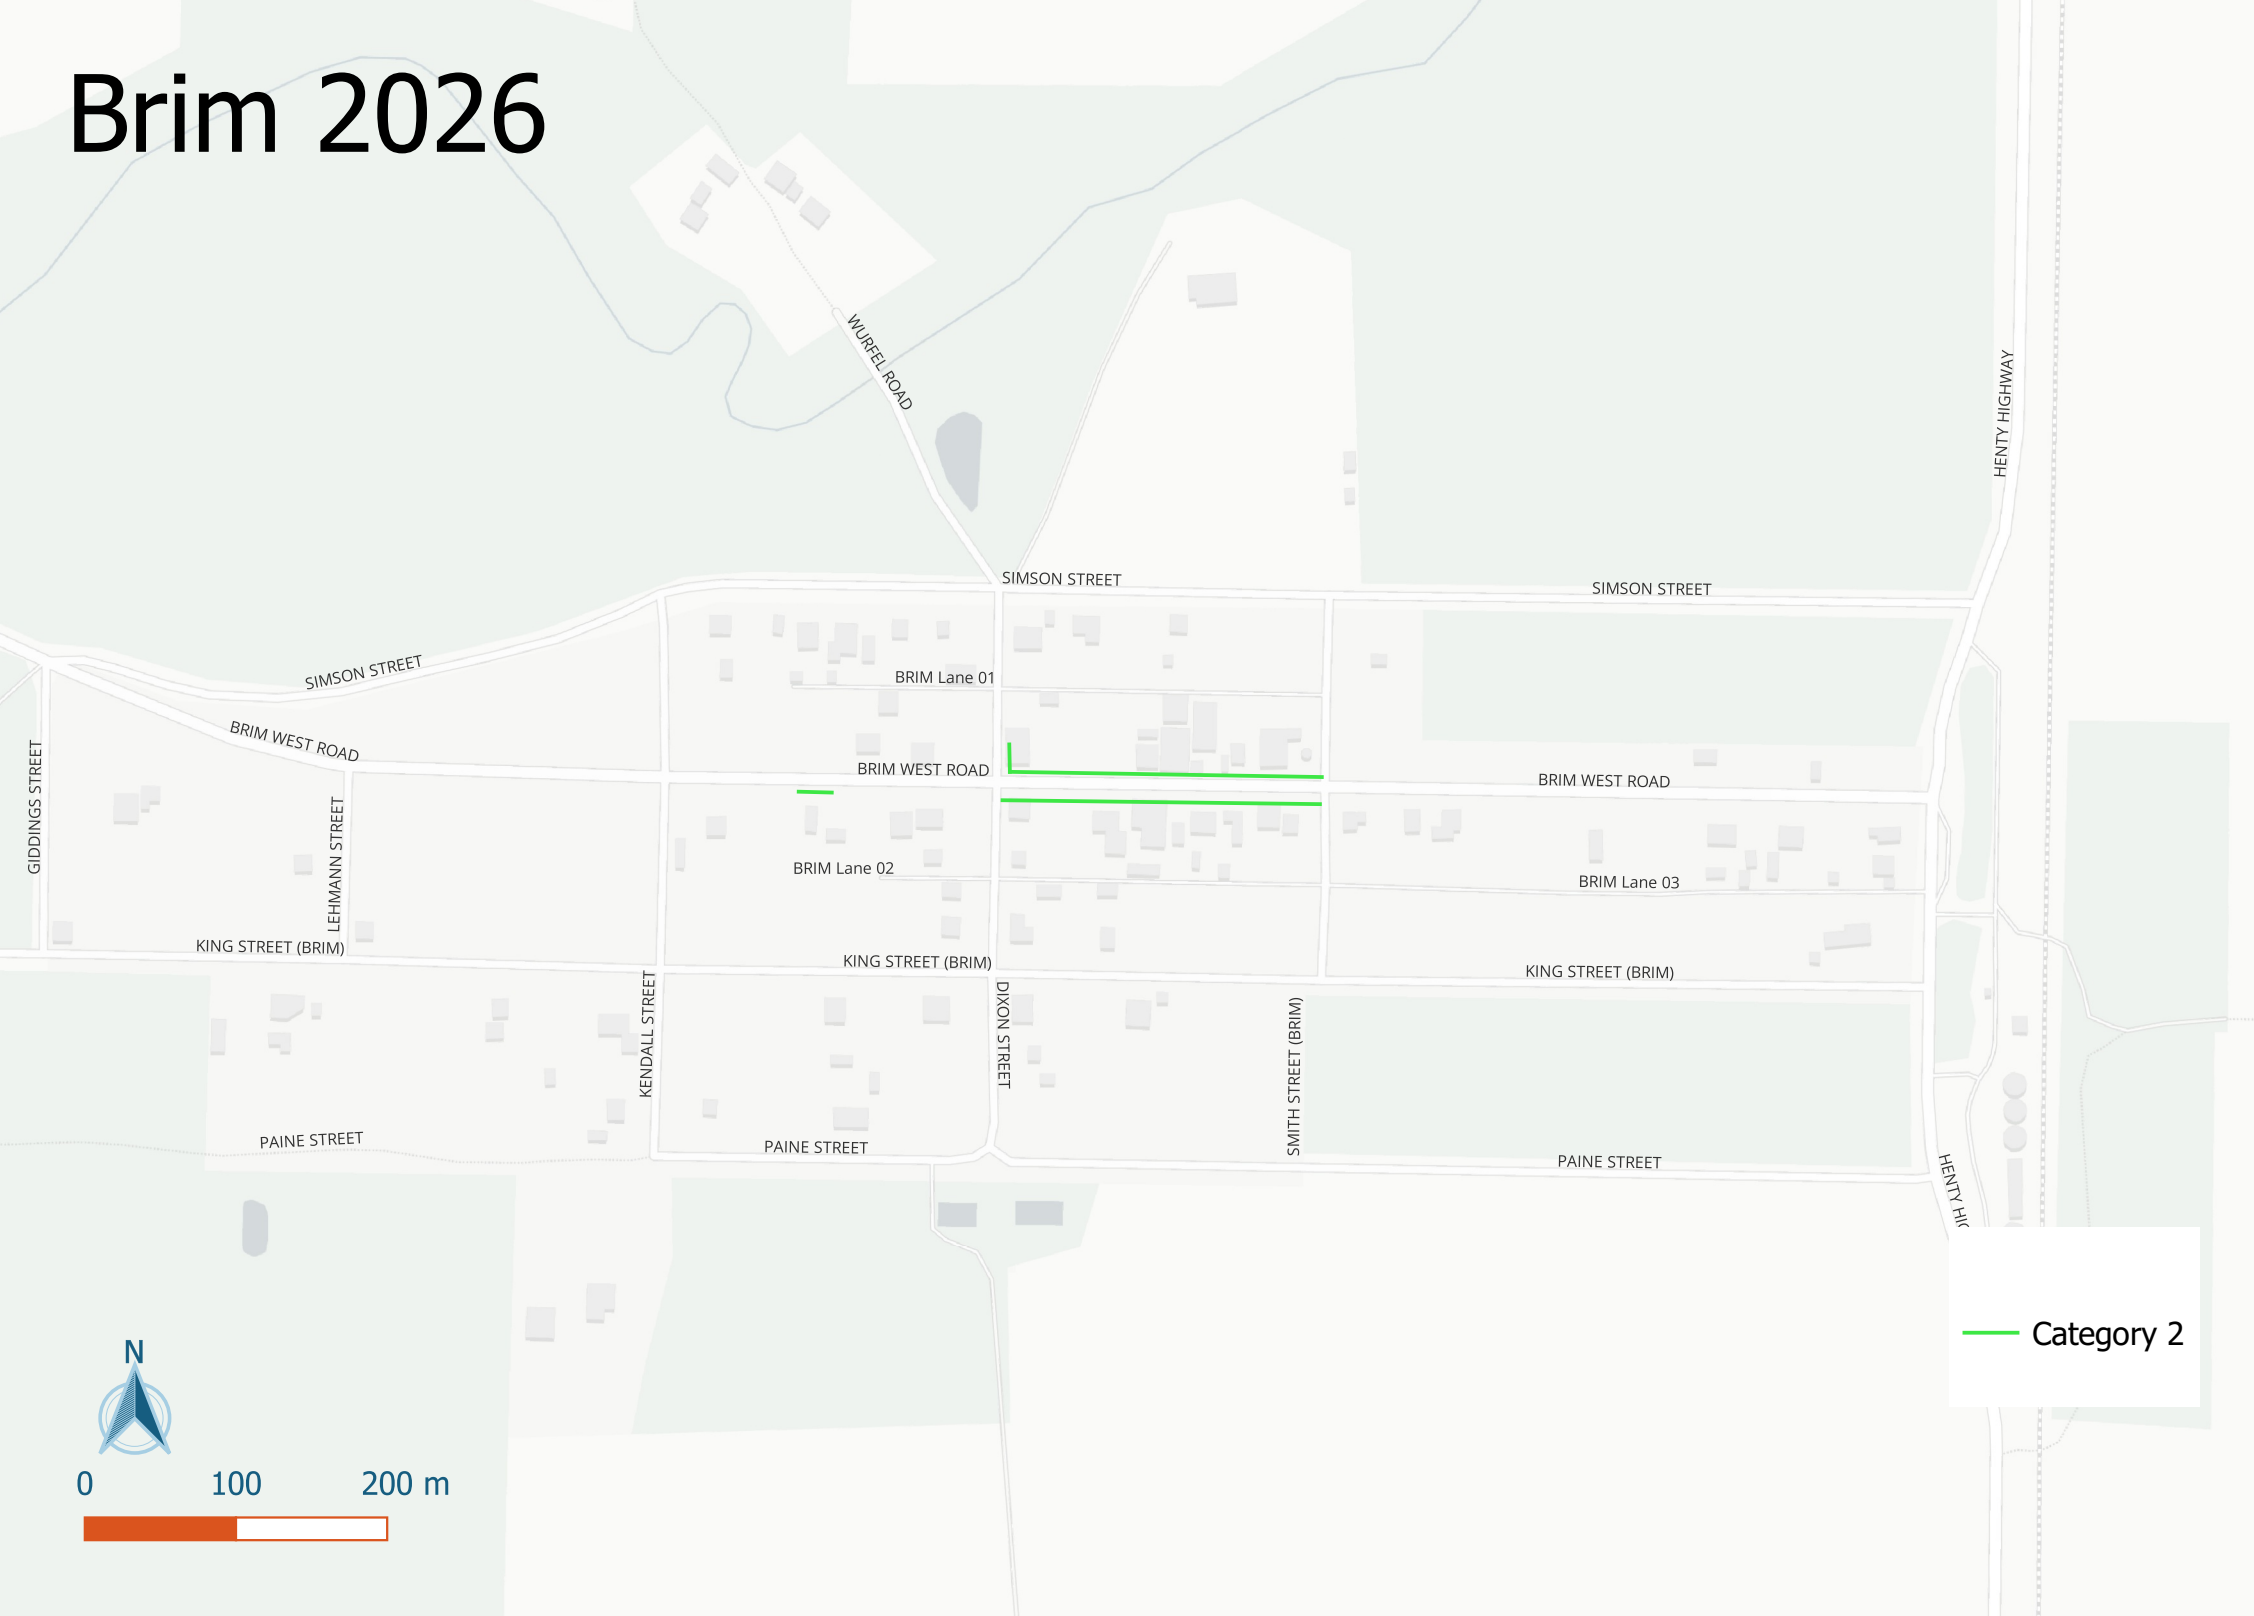 Brim 2026
WURFEL ROAD
HENTY HIGHWAY
SIMSON STREET
SIMSON STREET
SIMSON STREET
BRIM Lane 01
BRIM WEST ROAD
BRIM WEST ROAD
BRIM WEST ROAD
GIDDINGS STREET
LEHMANN STREET
BRIM Lane 02
BRIM Lane 03
KING STREET (BRIM)
KING STREET (BRIM)
KING STREET (BRIM)
KENDALL STREET
DIXON STREET
SMITH STREET (BRIM)
PAINE STREET
PAINE STREET
PAINE STREET
HENTY HIG
Category 2
N
0 100 200 m